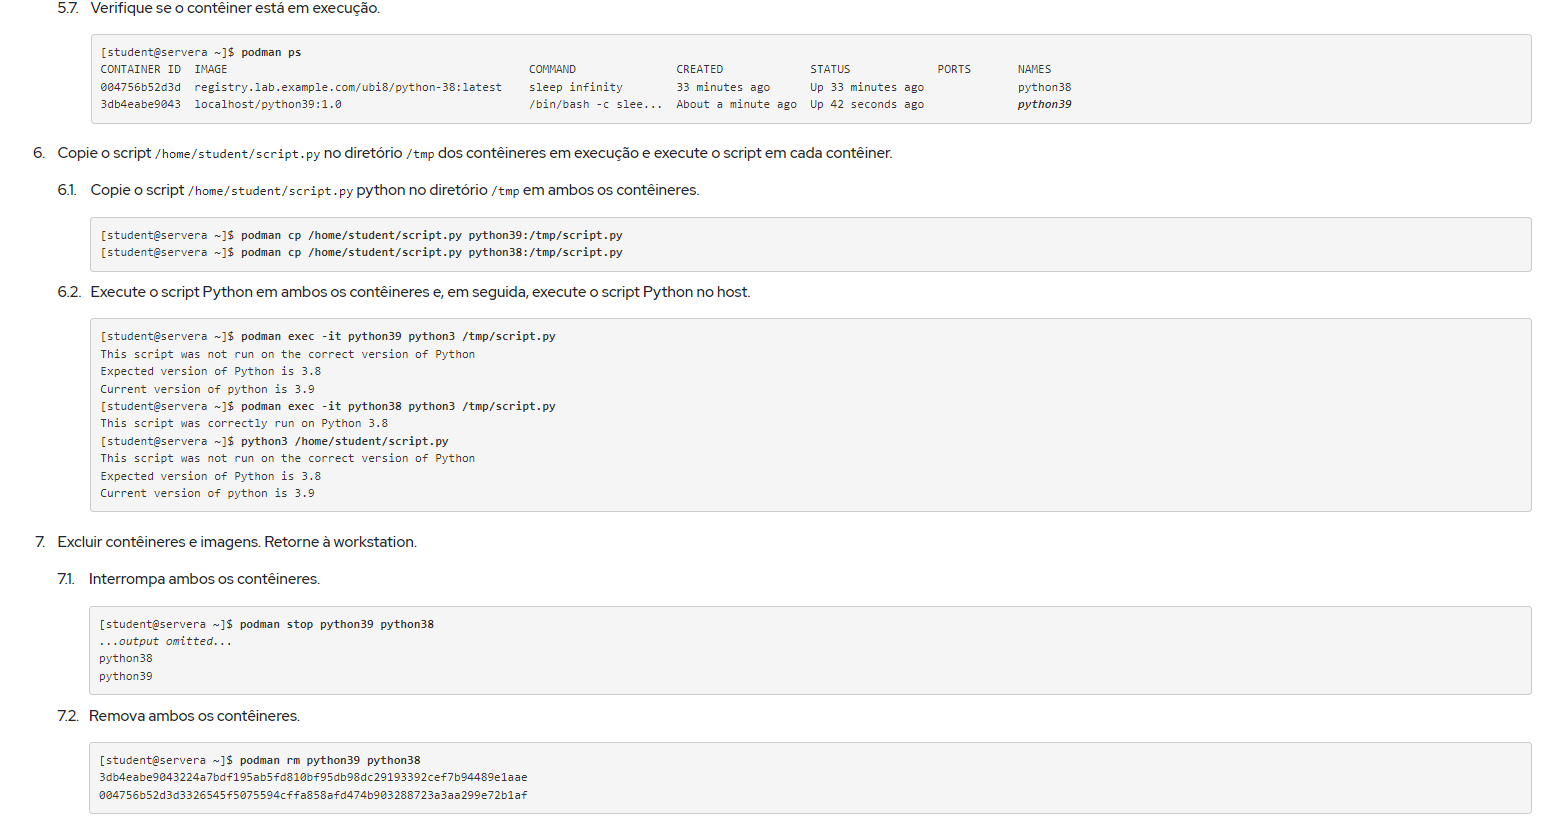 5.7. Verifique se o contêiner está em execução.
[student@servera ~]$ podman ps
CONTAINER ID  IMAGE                                             COMMAND               CREATED             STATUS             PORTS       NAMES
004756b52d3d  registry.lab.example.com/ubi8/python-38:latest    sleep infinity        33 minutes ago      Up 33 minutes ago              python38
3db4eabe9043  localhost/python39:1.0                            /bin/bash -c slee...  About a minute ago  Up 42 seconds ago              python39
6. Copie o script /home/student/script.py no diretório /tmp dos contêineres em execução e execute o script em cada contêiner.
6.1. Copie o script /home/student/script.py python no diretório /tmp em ambos os contêineres.
[student@servera ~]$ podman cp /home/student/script.py python39:/tmp/script.py
[student@servera ~]$ podman cp /home/student/script.py python38:/tmp/script.py
6.2. Execute o script Python em ambos os contêineres e, em seguida, execute o script Python no host.
[student@servera ~]$ podman exec -it python39 python3 /tmp/script.py
This script was not run on the correct version of Python
Expected version of Python is 3.8
Current version of python is 3.9
[student@servera ~]$ podman exec -it python38 python3 /tmp/script.py
This script was correctly run on Python 3.8
[student@servera ~]$ python3 /home/student/script.py
This script was not run on the correct version of Python
Expected version of Python is 3.8
Current version of python is 3.9
7. Excluir contêineres e imagens. Retorne à workstation.
7.1. Interrompa ambos os contêineres.
[student@servera ~]$ podman stop python39 python38
...output omitted...
python38
python39
7.2. Remova ambos os contêineres.
[student@servera ~]$ podman rm python39 python38
3db4eabe9043224a7bdf195ab5fd810bf95db98dc29193392cef7b94489e1aae
004756b52d3d3326545f5075594cffa858afd474b903288723a3aa299e72b1af